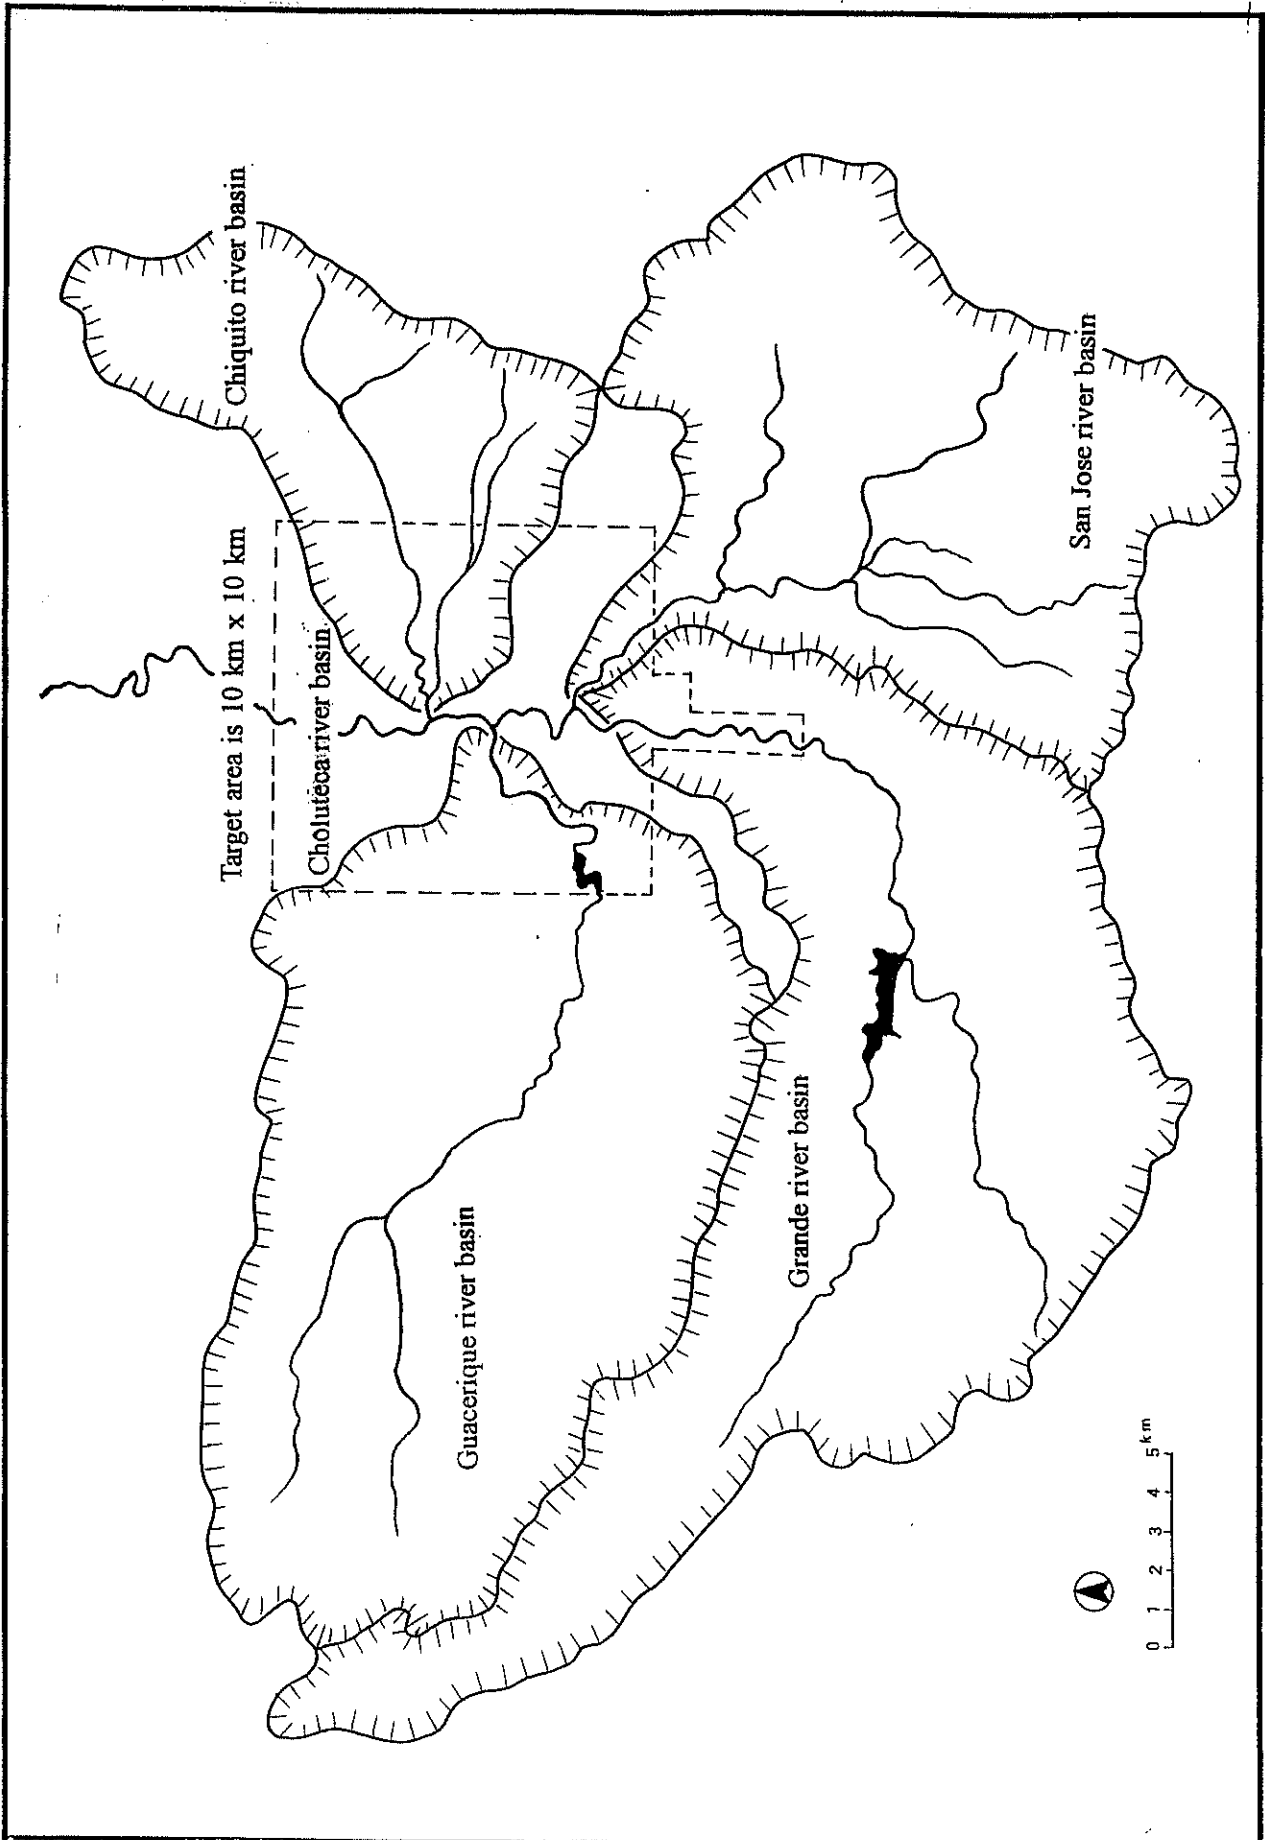 Chiquito river basin
Target area is 10 km x 10 km
Choluteca river basin
San Jose river basin
Guacerique river basin
Grande river basin
0 1 2 3 4 5 km